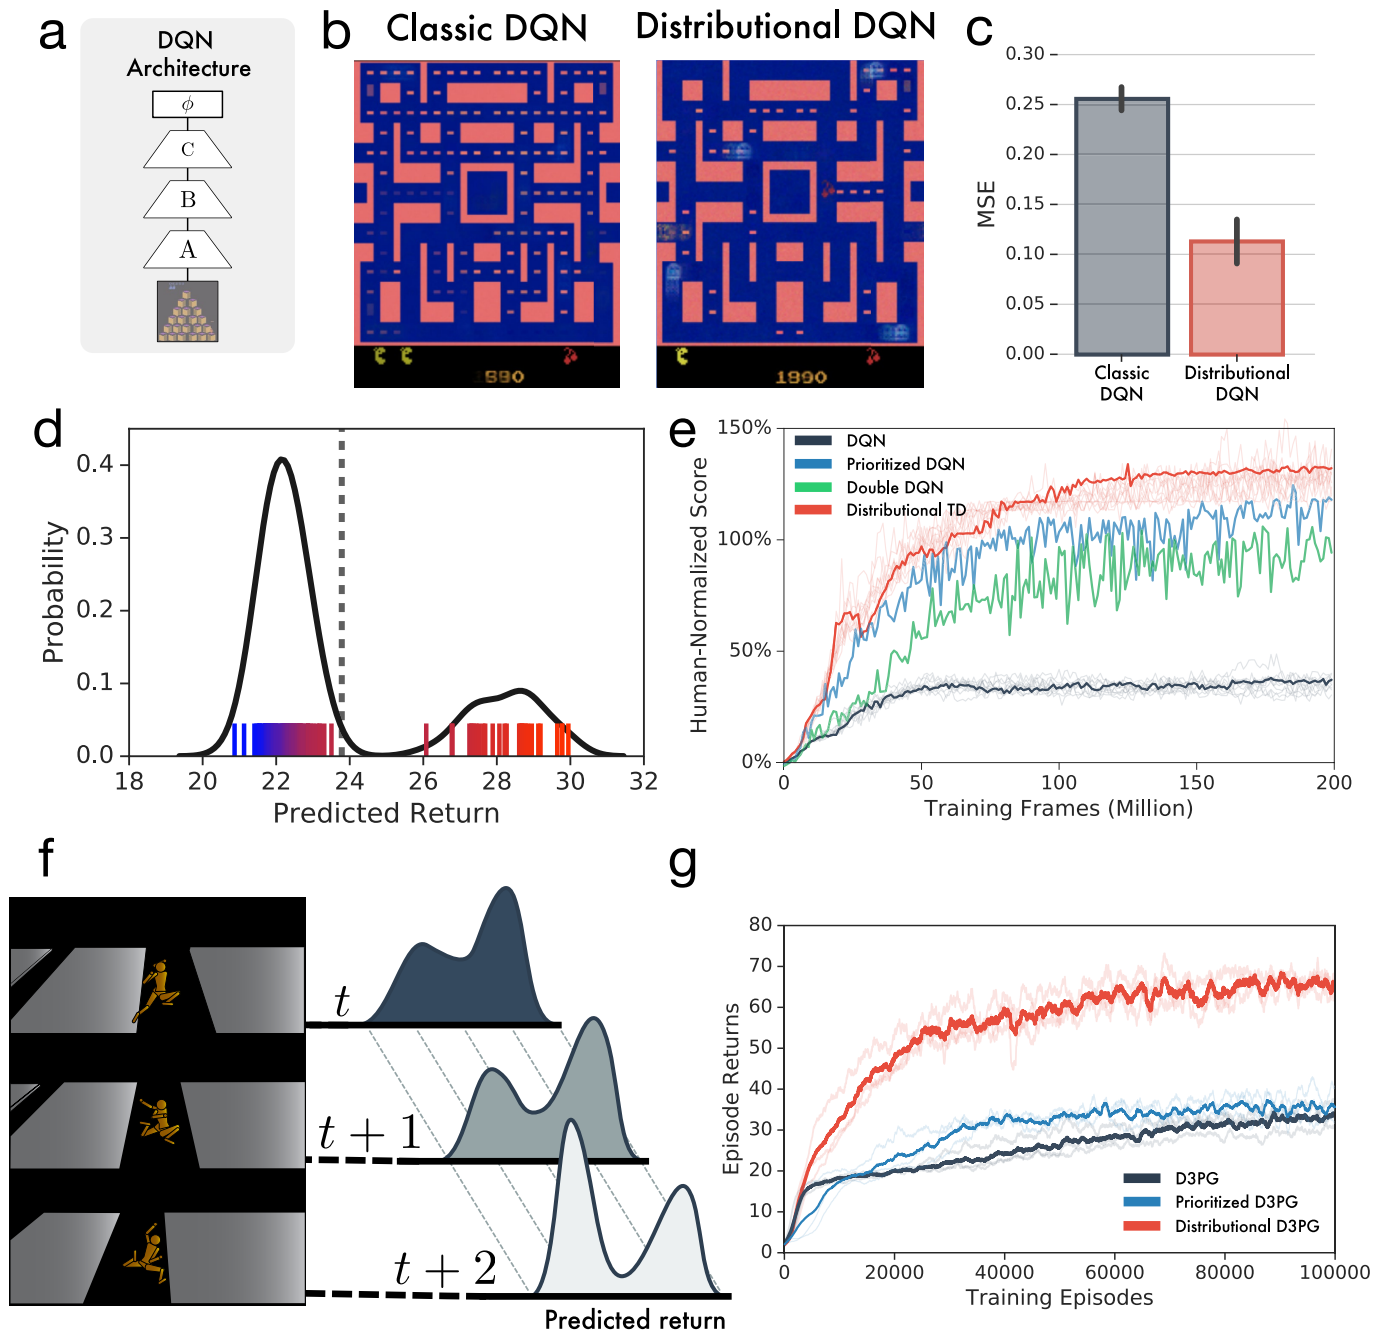 a
DQN
Architecture
ϕ
C
B
A
b
Classic DQN
Distributional DQN
1990
c
MSE
0.30
0.25
0.20
0.15
0.10
0.05
0.00
Classic
DQN
Distributional
DQN
d
Probability
0.4
0.3
0.2
0.1
0.0
18
20
22
24
26
28
30
32
Predicted Return
e
Human-Normalized Score
150%
100%
50%
0%
DQN
Prioritized DQN
Double DQN
Distributional TD
0
50
100
150
200
Training Frames (Million)
f
t
t + 1
t + 2
Predicted return
g
Episode Returns
80
70
60
50
40
30
20
10
0
D3PG
Prioritized D3PG
Distributional D3PG
0
20000
40000
60000
80000
100000
Training Episodes